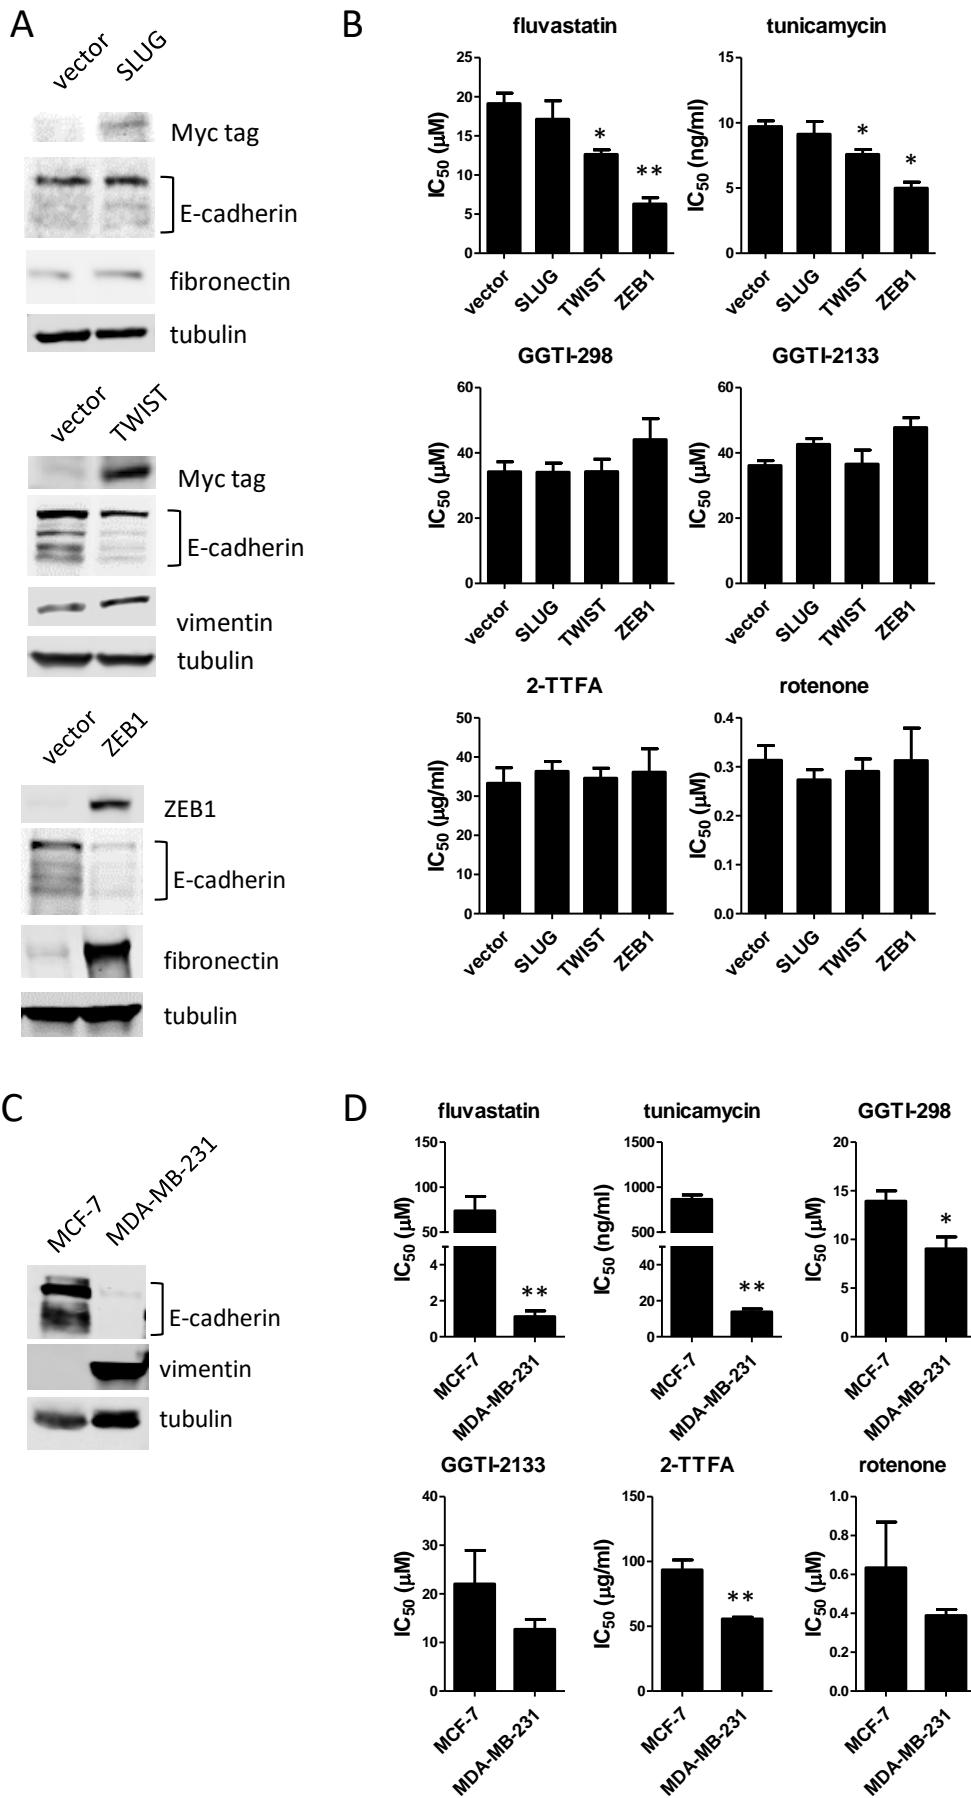 A
vector
SLUG
Myc tag
E-cadherin
fibronectin
tubulin
vector
TWIST
Myc tag
E-cadherin
vimentin
tubulin
vector
ZEB1
ZEB1
E-cadherin
fibronectin
tubulin
B
fluvastatin
IC50 (μM)
25
20
15
10
5
0
*
**
vector
SLUG
TWIST
ZEB1
tunicamycin
IC50 (ng/ml)
15
10
5
0
*
*
vector
SLUG
TWIST
ZEB1
GGTI-298
IC50 (μM)
60
40
20
0
vector
SLUG
TWIST
ZEB1
GGTI-2133
IC50 (μM)
60
40
20
0
vector
SLUG
TWIST
ZEB1
2-TTFA
IC50 (μg/ml)
50
40
30
20
10
0
vector
SLUG
TWIST
ZEB1
rotenone
IC50 (μM)
0.4
0.3
0.2
0.1
0.0
vector
SLUG
TWIST
ZEB1
C
MCF-7
MDA-MB-231
E-cadherin
vimentin
tubulin
D
fluvastatin
IC50 (μM)
150
100
50
4
2
0
**
MCF-7
MDA-MB-231
tunicamycin
IC50 (ng/ml)
1500
1000
500
40
20
0
**
MCF-7
MDA-MB-231
GGTI-298
IC50 (μM)
20
15
10
5
0
*
MCF-7
MDA-MB-231
GGTI-2133
IC50 (μM)
40
30
20
10
0
MCF-7
MDA-MB-231
2-TTFA
IC50 (μg/ml)
150
100
50
0
**
MCF-7
MDA-MB-231
rotenone
IC50 (μM)
1.0
0.8
0.6
0.4
0.2
0.0
MCF-7
MDA-MB-231